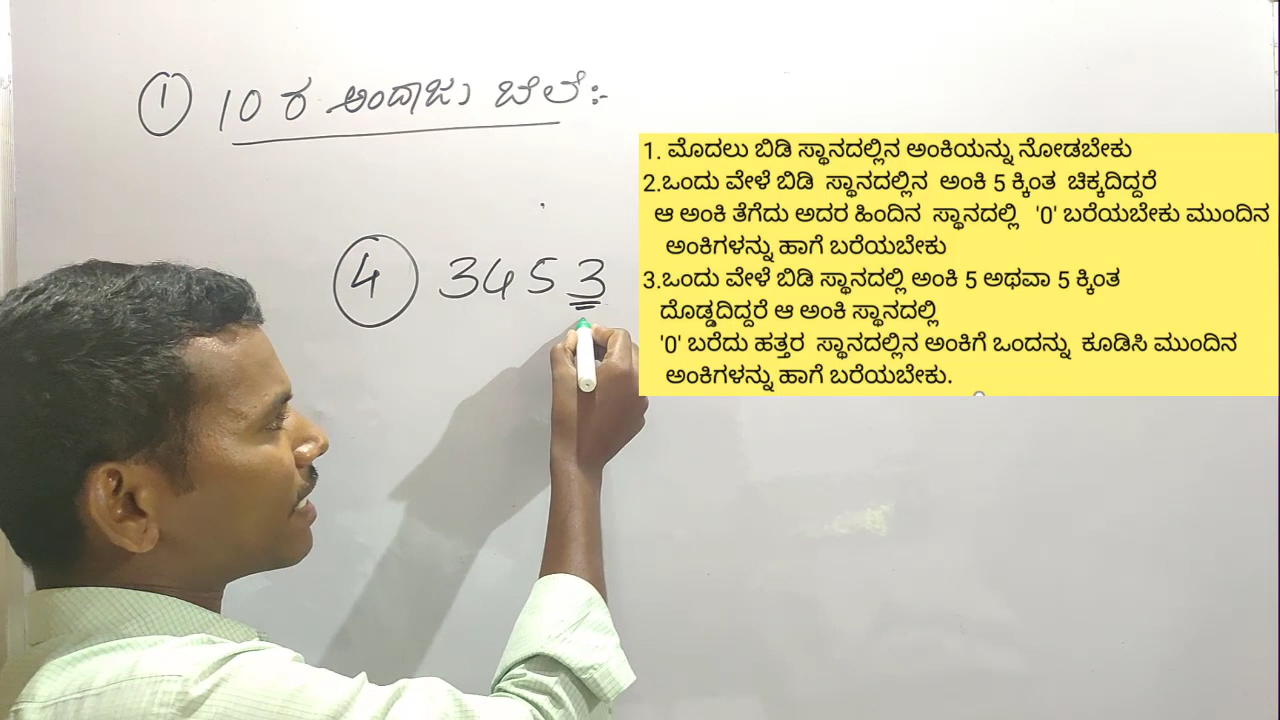 ① 10 ರ ಅಂದಾಜು ಬೆಲೆ:-
④ 3453
1. ಮೊದಲು ಬಿಡಿ ಸ್ಥಾನದಲ್ಲಿನ ಅಂಕಿಯನ್ನು ನೋಡಬೇಕು
2.ಒಂದು ವೇಳೆ ಬಿಡಿ ಸ್ಥಾನದಲ್ಲಿನ ಅಂಕಿ 5 ಕ್ಕಿಂತ ಚಿಕ್ಕದಿದ್ದರೆ
ಆ ಅಂಕಿ ತೆಗೆದು ಅದರ ಹಿಂದಿನ ಸ್ಥಾನದಲ್ಲಿ '0' ಬರೆಯಬೇಕು ಮುಂದಿನ
ಅಂಕಿಗಳನ್ನು ಹಾಗೆ ಬರೆಯಬೇಕು
3.ಒಂದು ವೇಳೆ ಬಿಡಿ ಸ್ಥಾನದಲ್ಲಿ ಅಂಕಿ 5 ಅಥವಾ 5 ಕ್ಕಿಂತ
ದೊಡ್ಡದಿದ್ದರೆ ಆ ಅಂಕಿ ಸ್ಥಾನದಲ್ಲಿ
'0' ಬರೆದು ಹತ್ತರ ಸ್ಥಾನದಲ್ಲಿನ ಅಂಕಿಗೆ ಒಂದನ್ನು ಕೂಡಿಸಿ ಮುಂದಿನ
ಅಂಕಿಗಳನ್ನು ಹಾಗೆ ಬರೆಯಬೇಕು.